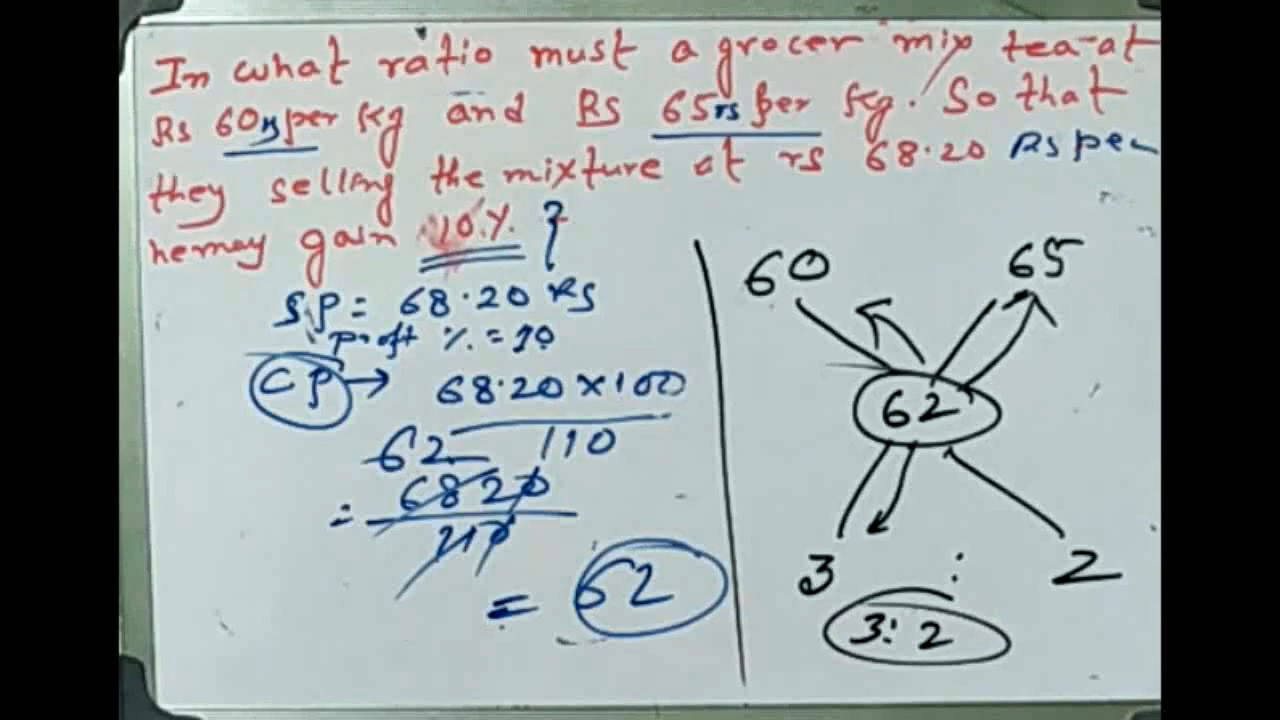 In what ratio must a grocer mix tea at
Rs 60rs per kg and Rs 65rs per kg. So that
they selling the mixture at rs 68.20 Rs per
hemay gain 10.%. ?
SP = 68.20 RS
profit %. = 10
CP → 68.20 × 100
62 110
= 6820
110
= 62
60 65
62
3 : 2
3: 2